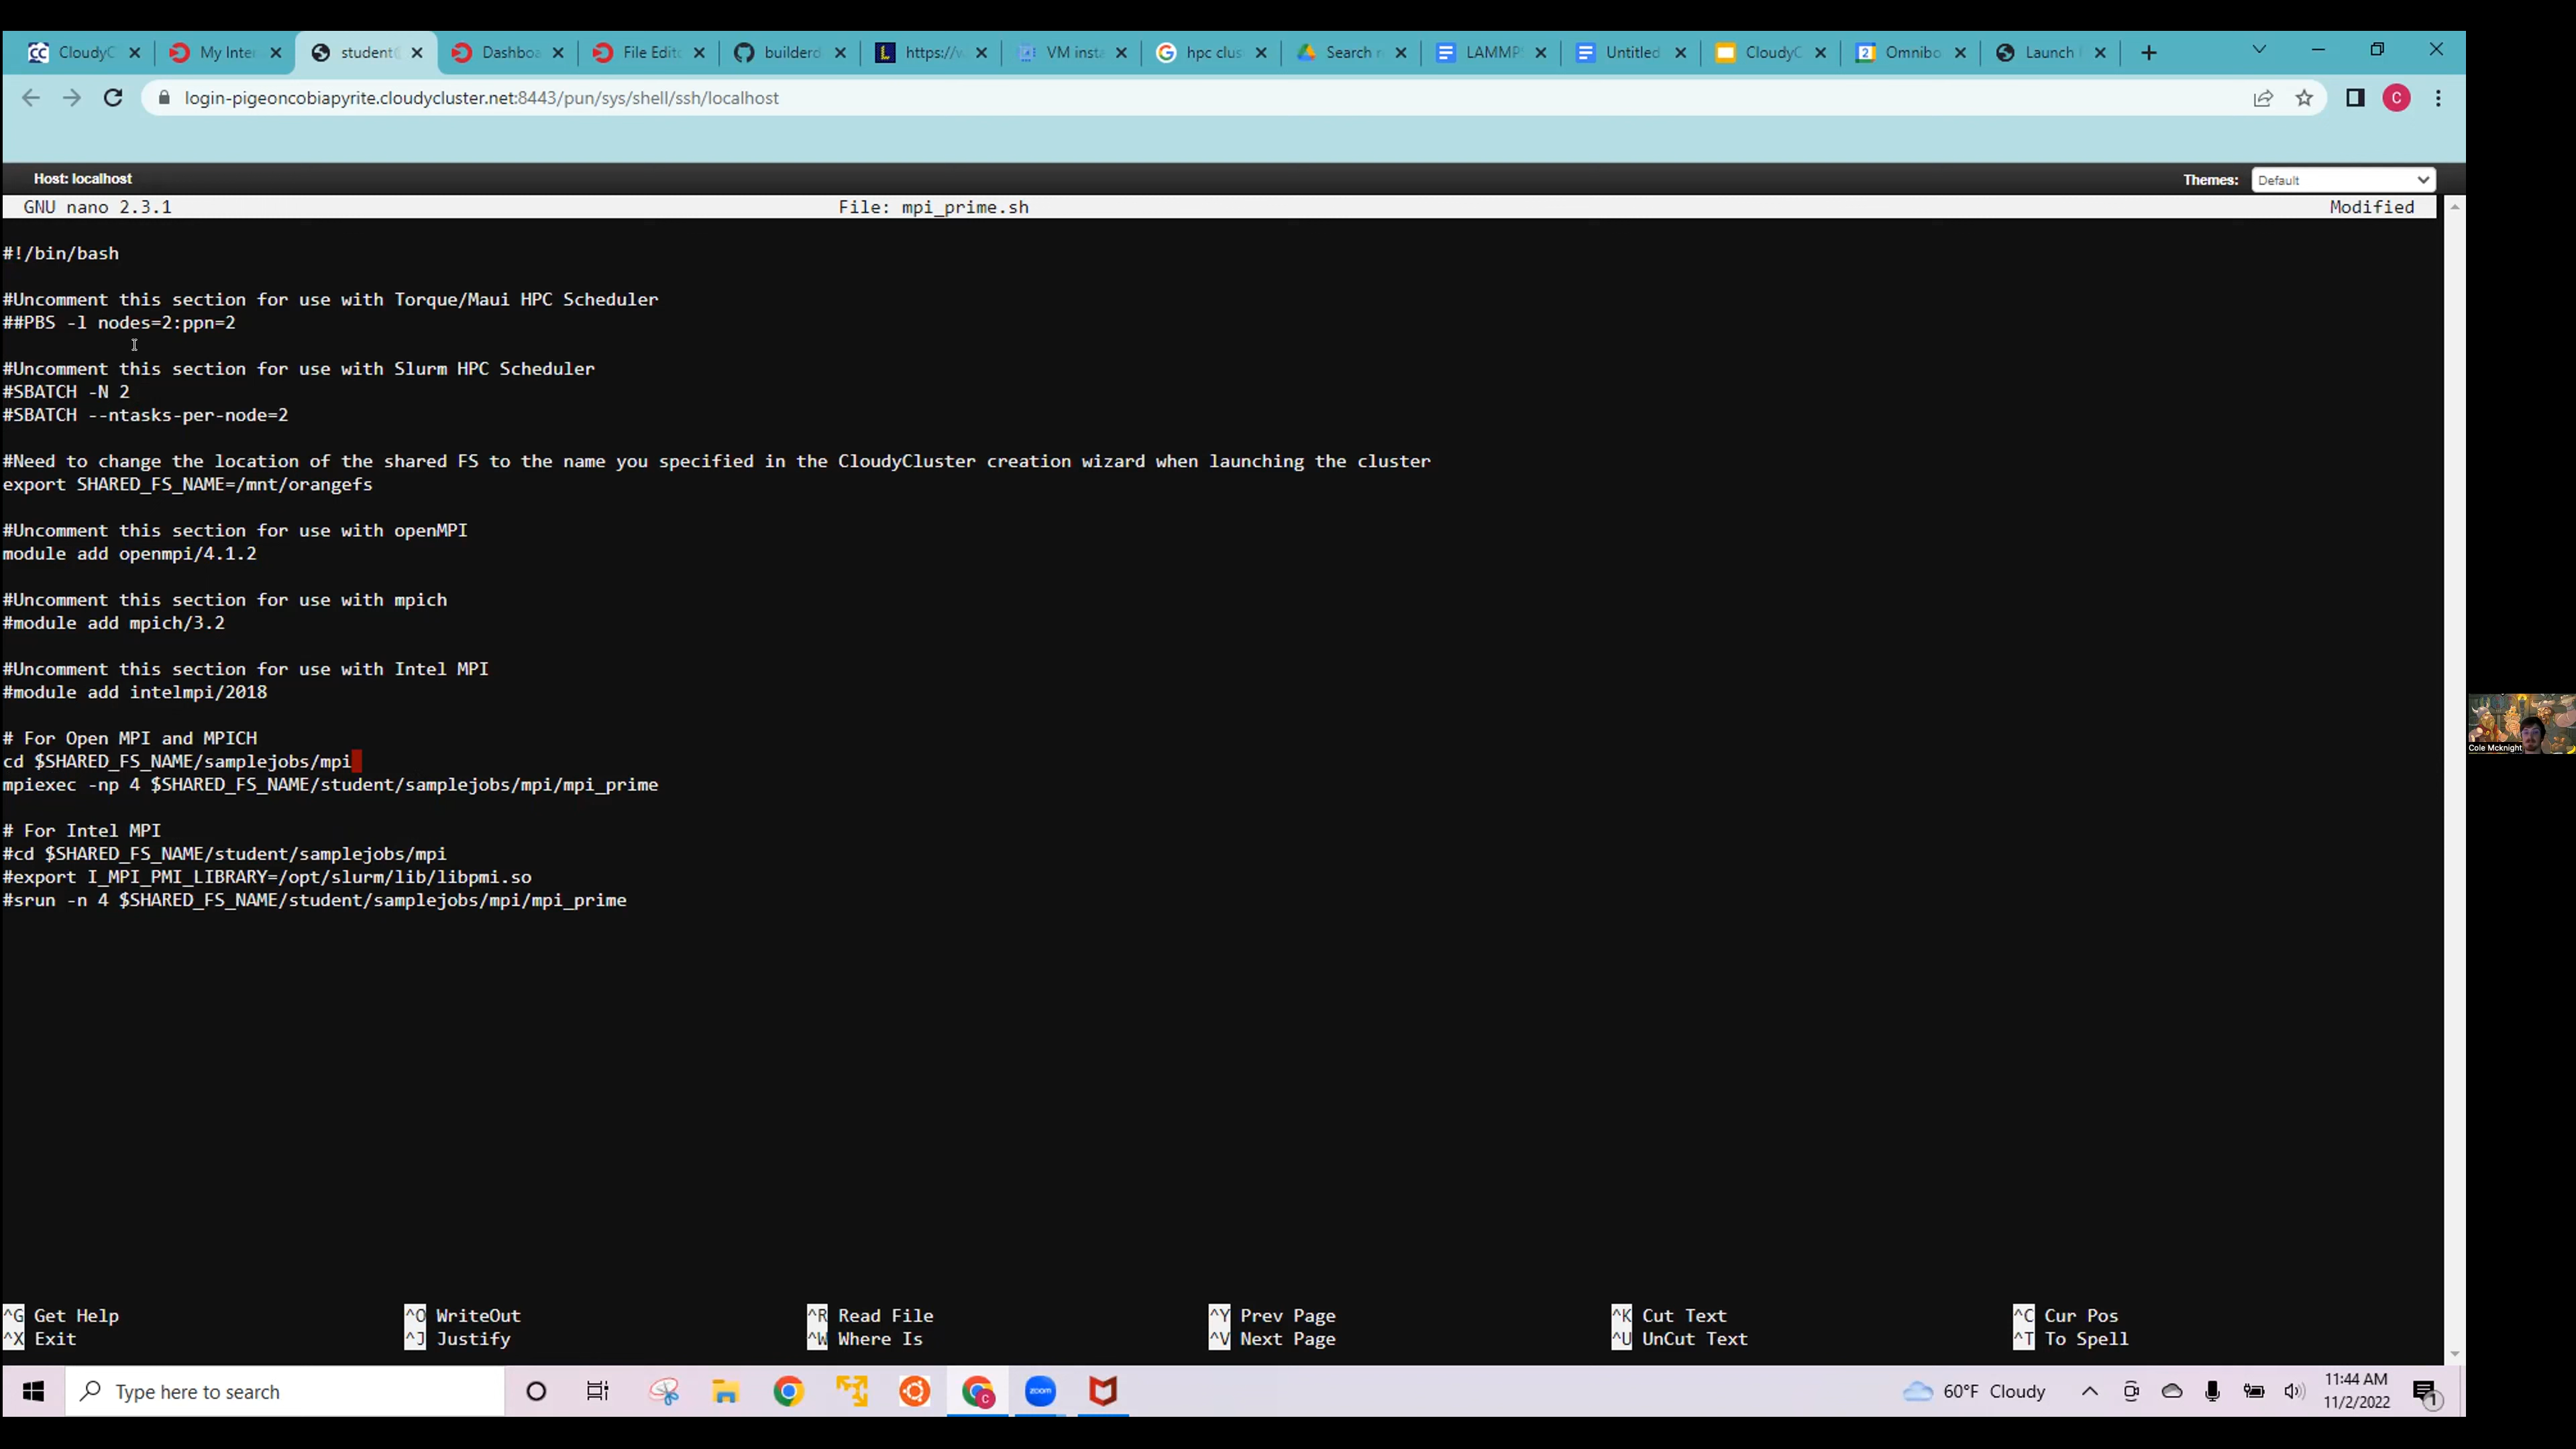 CloudyC
My Inter
student@
Dashboa
File Edito
builderd
https://w
VM insta
hpc clus
Search r
LAMMP
Untitled
CloudyC
Omnibo
Launch
login-pigeoncobiapyrite.cloudycluster.net:8443/pun/sys/shell/ssh/localhost
C
Host: localhost
Themes:
Default
GNU nano 2.3.1 File: mpi_prime.sh Modified
#!/bin/bash
#Uncomment this section for use with Torque/Maui HPC Scheduler
##PBS -l nodes=2:ppn=2
#Uncomment this section for use with Slurm HPC Scheduler
#SBATCH -N 2
#SBATCH --ntasks-per-node=2
#Need to change the location of the shared FS to the name you specified in the CloudyCluster creation wizard when launching the cluster
export SHARED_FS_NAME=/mnt/orangefs
#Uncomment this section for use with openMPI
module add openmpi/4.1.2
#Uncomment this section for use with mpich
#module add mpich/3.2
#Uncomment this section for use with Intel MPI
#module add intelmpi/2018
# For Open MPI and MPICH
cd $SHARED_FS_NAME/samplejobs/mpi
mpiexec -np 4 $SHARED_FS_NAME/student/samplejobs/mpi/mpi_prime
# For Intel MPI
#cd $SHARED_FS_NAME/student/samplejobs/mpi
#export I_MPI_PMI_LIBRARY=/opt/slurm/lib/libpmi.so
#srun -n 4 $SHARED_FS_NAME/student/samplejobs/mpi/mpi_prime
Cole Mcknight
^G Get Help ^O WriteOut ^R Read File ^Y Prev Page ^K Cut Text ^C Cur Pos
^X Exit ^J Justify ^W Where Is ^V Next Page ^U UnCut Text ^T To Spell
Type here to search
zoom
60°F Cloudy
11:44 AM
11/2/2022
1